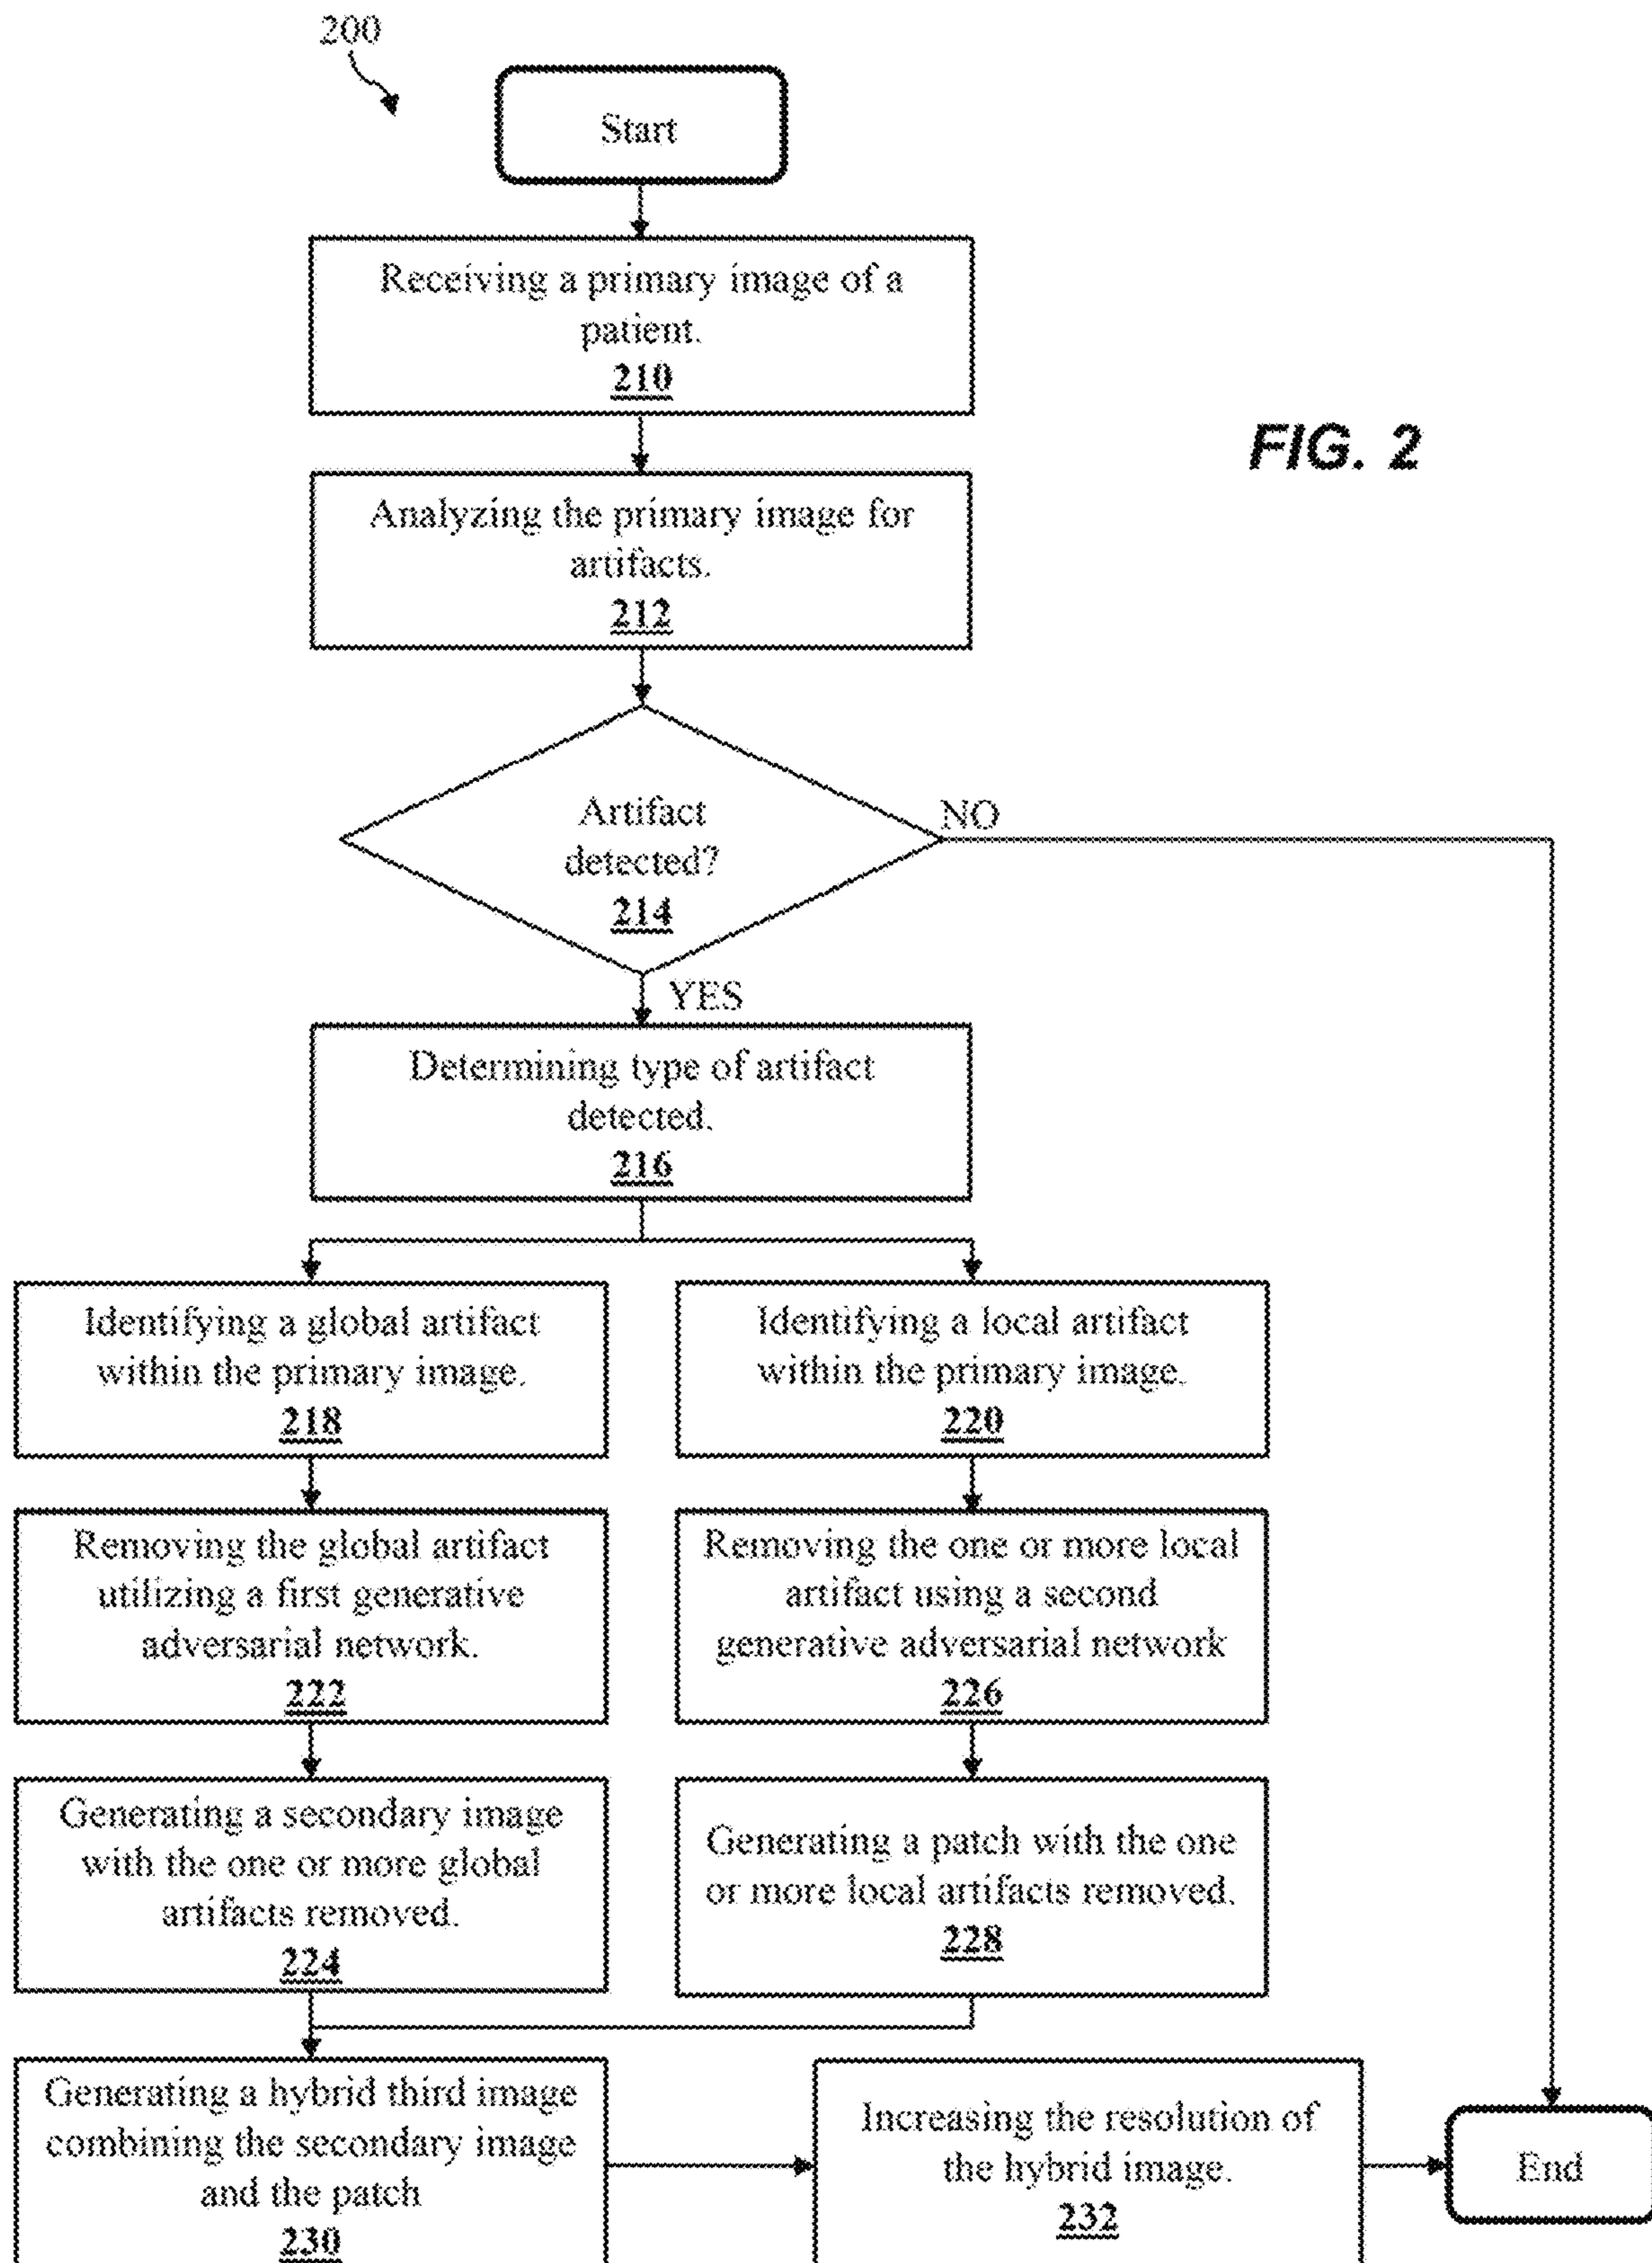 200
Start
Receiving a primary image of a
patient.
210
FIG. 2
Analyzing the primary image for
artifacts.
212
Artifact
detected?
214
NO
YES
Determining type of artifact
detected.
216
Identifying a global artifact
within the primary image.
218
Identifying a local artifact
within the primary image.
220
Removing the global artifact
utilizing a first generative
adversarial network.
222
Removing the one or more local
artifact using a second
generative adversarial network
226
Generating a secondary image
with the one or more global
artifacts removed.
224
Generating a patch with the one
or more local artifacts removed.
228
Generating a hybrid third image
combining the secondary image
and the patch
230
Increasing the resolution of
the hybrid image.
232
End